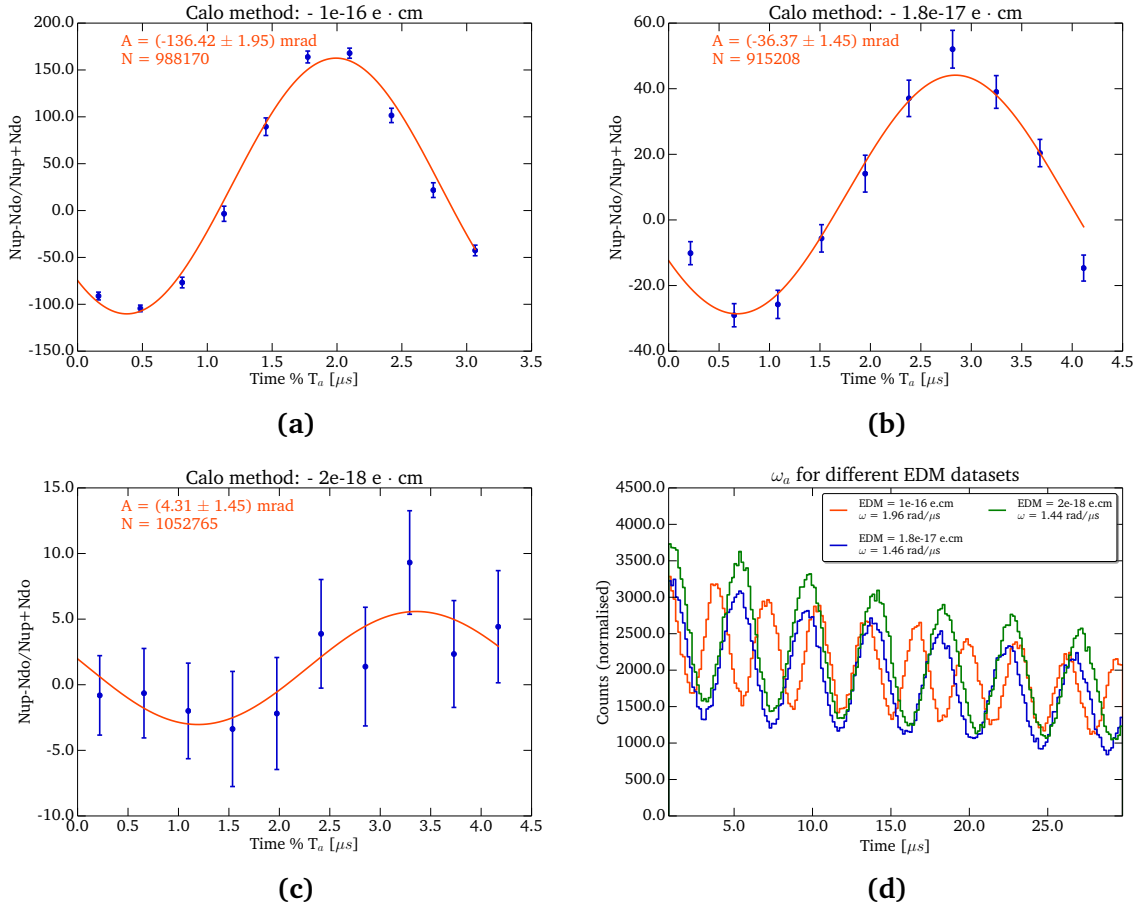 Calo method: - 1e-16 e · cm
A = (-136.42 ± 1.95) mrad
N = 988170
Nup-Ndo/Nup+Ndo
200.0
150.0
100.0
50.0
0.0
-50.0
-100.0
-150.0
0.0 0.5 1.0 1.5 2.0 2.5 3.0 3.5
Time % T_a [μs]
(a)
Calo method: - 1.8e-17 e · cm
A = (-36.37 ± 1.45) mrad
N = 915208
Nup-Ndo/Nup+Ndo
60.0
40.0
20.0
0.0
-20.0
-40.0
0.0 0.5 1.0 1.5 2.0 2.5 3.0 3.5 4.0 4.5
Time % T_a [μs]
(b)
Calo method: - 2e-18 e · cm
A = (4.31 ± 1.45) mrad
N = 1052765
Nup-Ndo/Nup+Ndo
15.0
10.0
5.0
0.0
-5.0
-10.0
0.0 0.5 1.0 1.5 2.0 2.5 3.0 3.5 4.0 4.5
Time % T_a [μs]
(c)
ω_a for different EDM datasets
EDM = 1e-16 e.cm
ω = 1.96 rad/μs
EDM = 1.8e-17 e.cm
ω = 1.46 rad/μs
EDM = 2e-18 e.cm
ω = 1.44 rad/μs
Counts (normalised)
4500.0
4000.0
3500.0
3000.0
2500.0
2000.0
1500.0
1000.0
500.0
0.0
5.0 10.0 15.0 20.0 25.0
Time [μs]
(d)